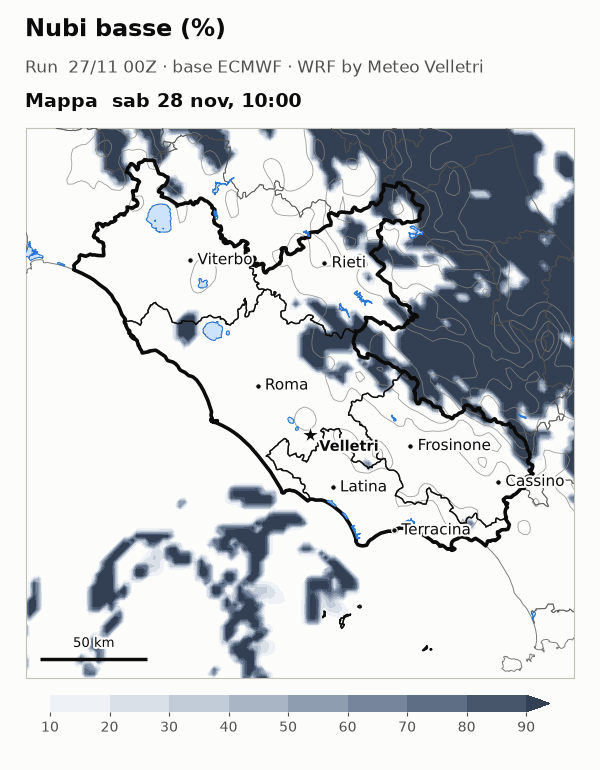 Nubi basse (%)
Run  27/11 00Z · base ECMWF · WRF by Meteo Velletri
Mappa  sab 28 nov, 10:00
Viterbo
Rieti
Roma
Velletri
Frosinone
Cassino
Latina
Terracina
50 km
10 20 30 40 50 60 70 80 90